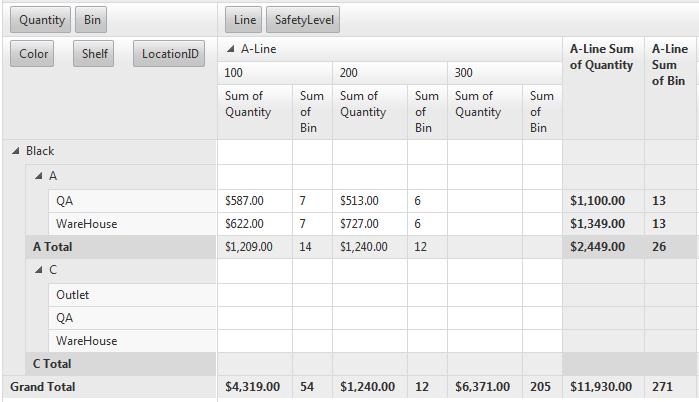 Quantity Bin Line SafetyLevel
Color Shelf LocationID
A-Line A-Line Sum of Quantity A-Line Sum of Bin
100 200 300
Sum of Quantity Sum of Bin Sum of Quantity Sum of Bin Sum of Quantity Sum of Bin
Black
A
QA $587.00 7 $513.00 6 $1,100.00 13
WareHouse $622.00 7 $727.00 6 $1,349.00 13
A Total $1,209.00 14 $1,240.00 12 $2,449.00 26
C
Outlet
QA
WareHouse
C Total
Grand Total $4,319.00 54 $1,240.00 12 $6,371.00 205 $11,930.00 271